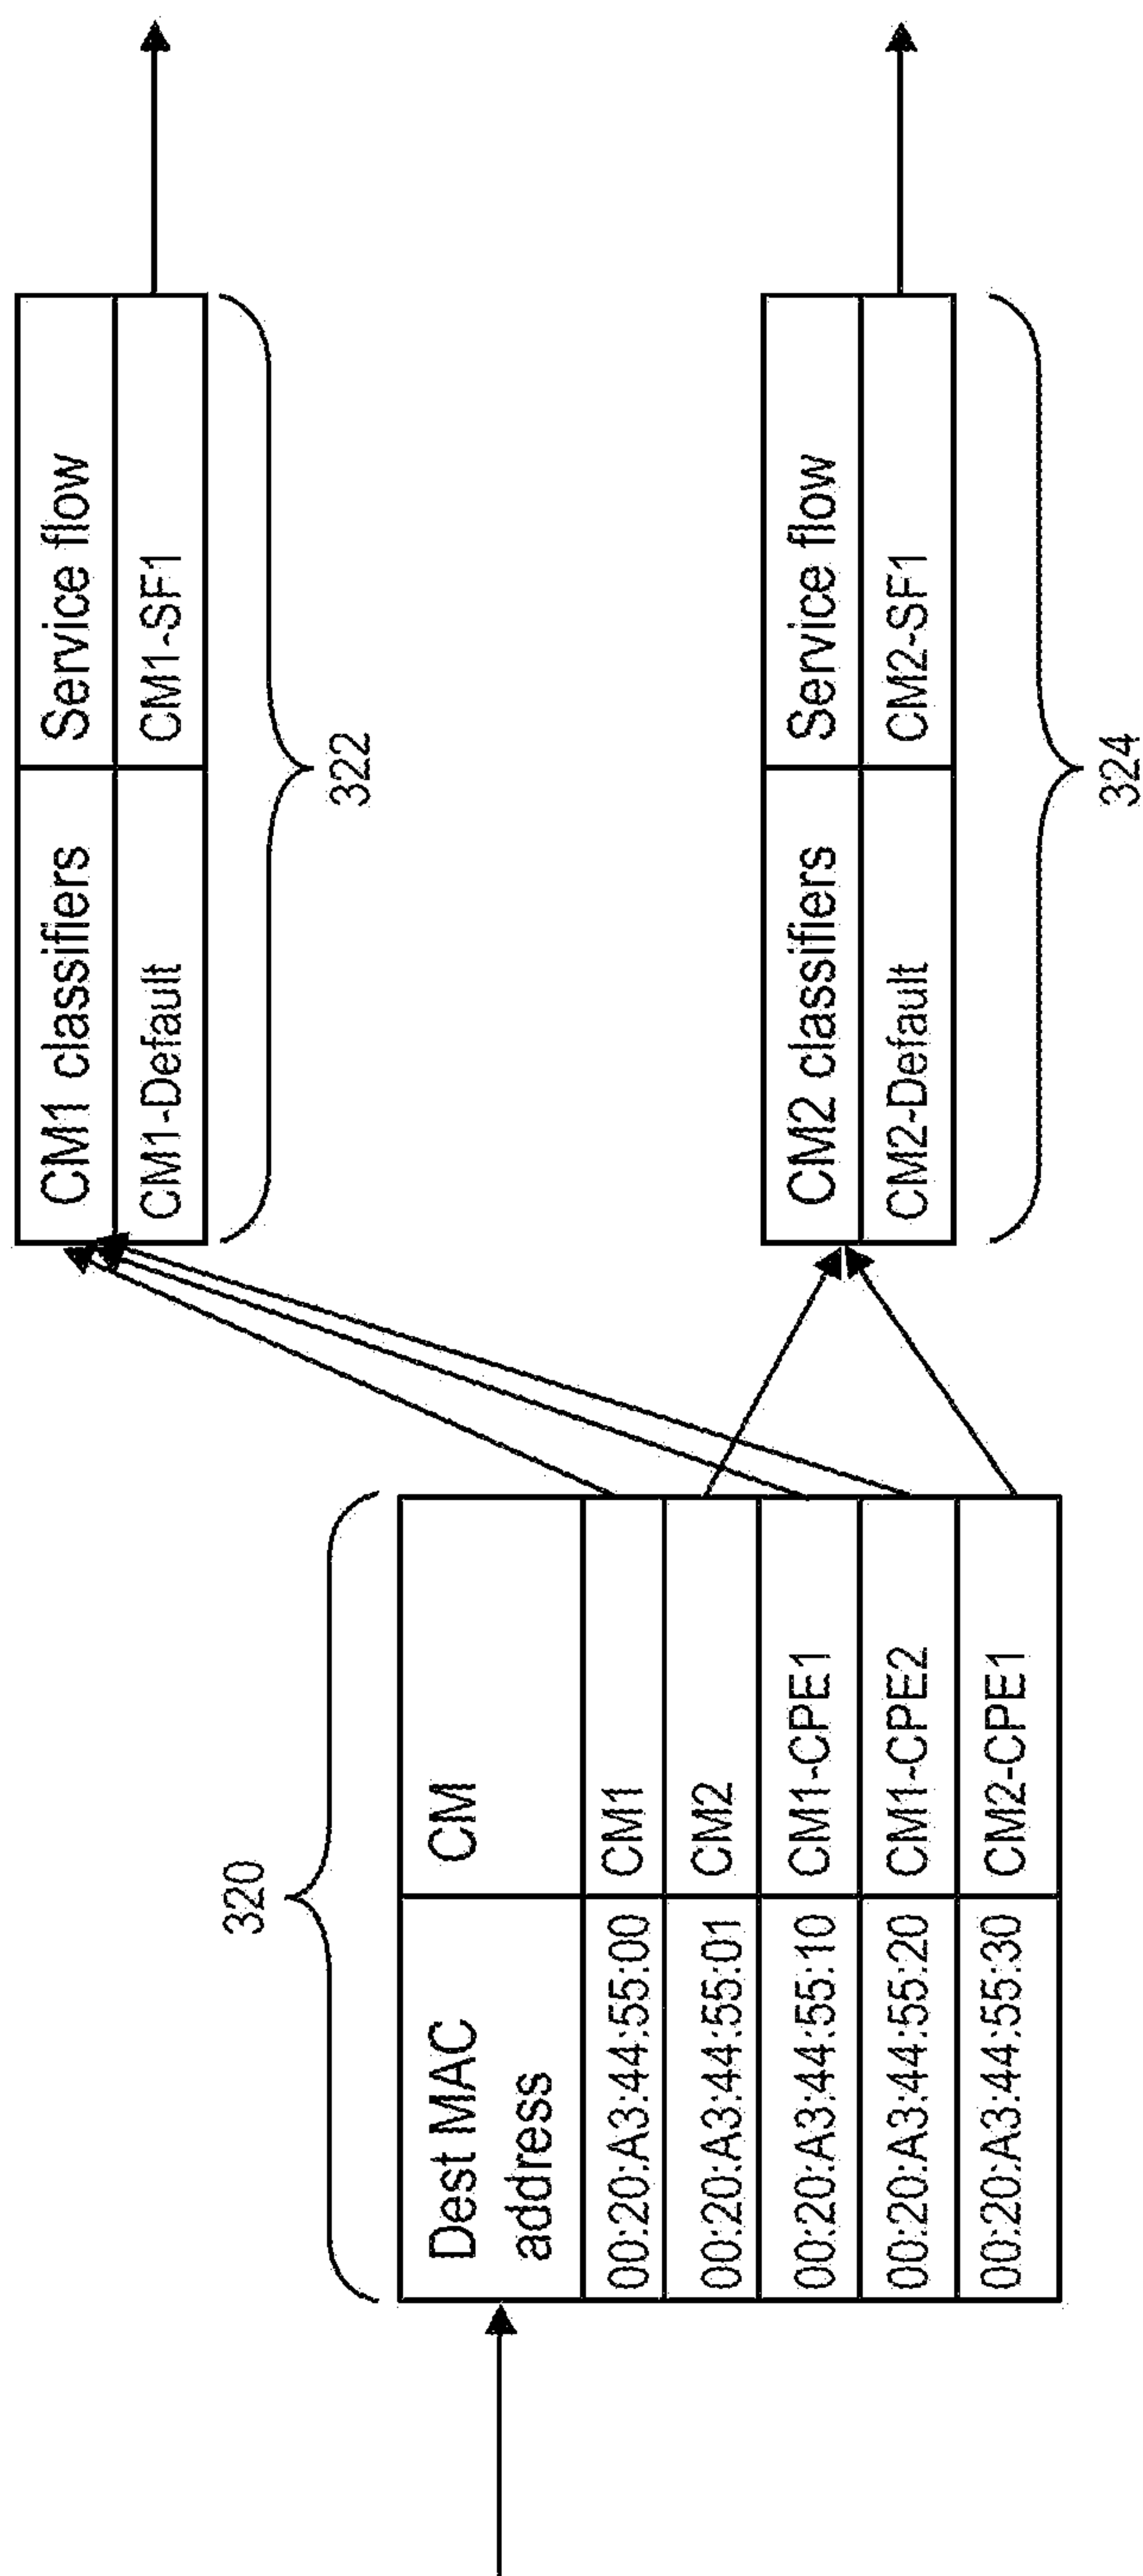 320
Dest MAC address CM
00:20:A3:44:55:00 CM1
00:20:A3:44:55:01 CM2
00:20:A3:44:55:10 CM1-CPE1
00:20:A3:44:55:20 CM1-CPE2
00:20:A3:44:55:30 CM2-CPE1
CM1 classifiers Service flow
CM1-Default CM1-SF1
322
CM2 classifiers Service flow
CM2-Default CM2-SF1
324